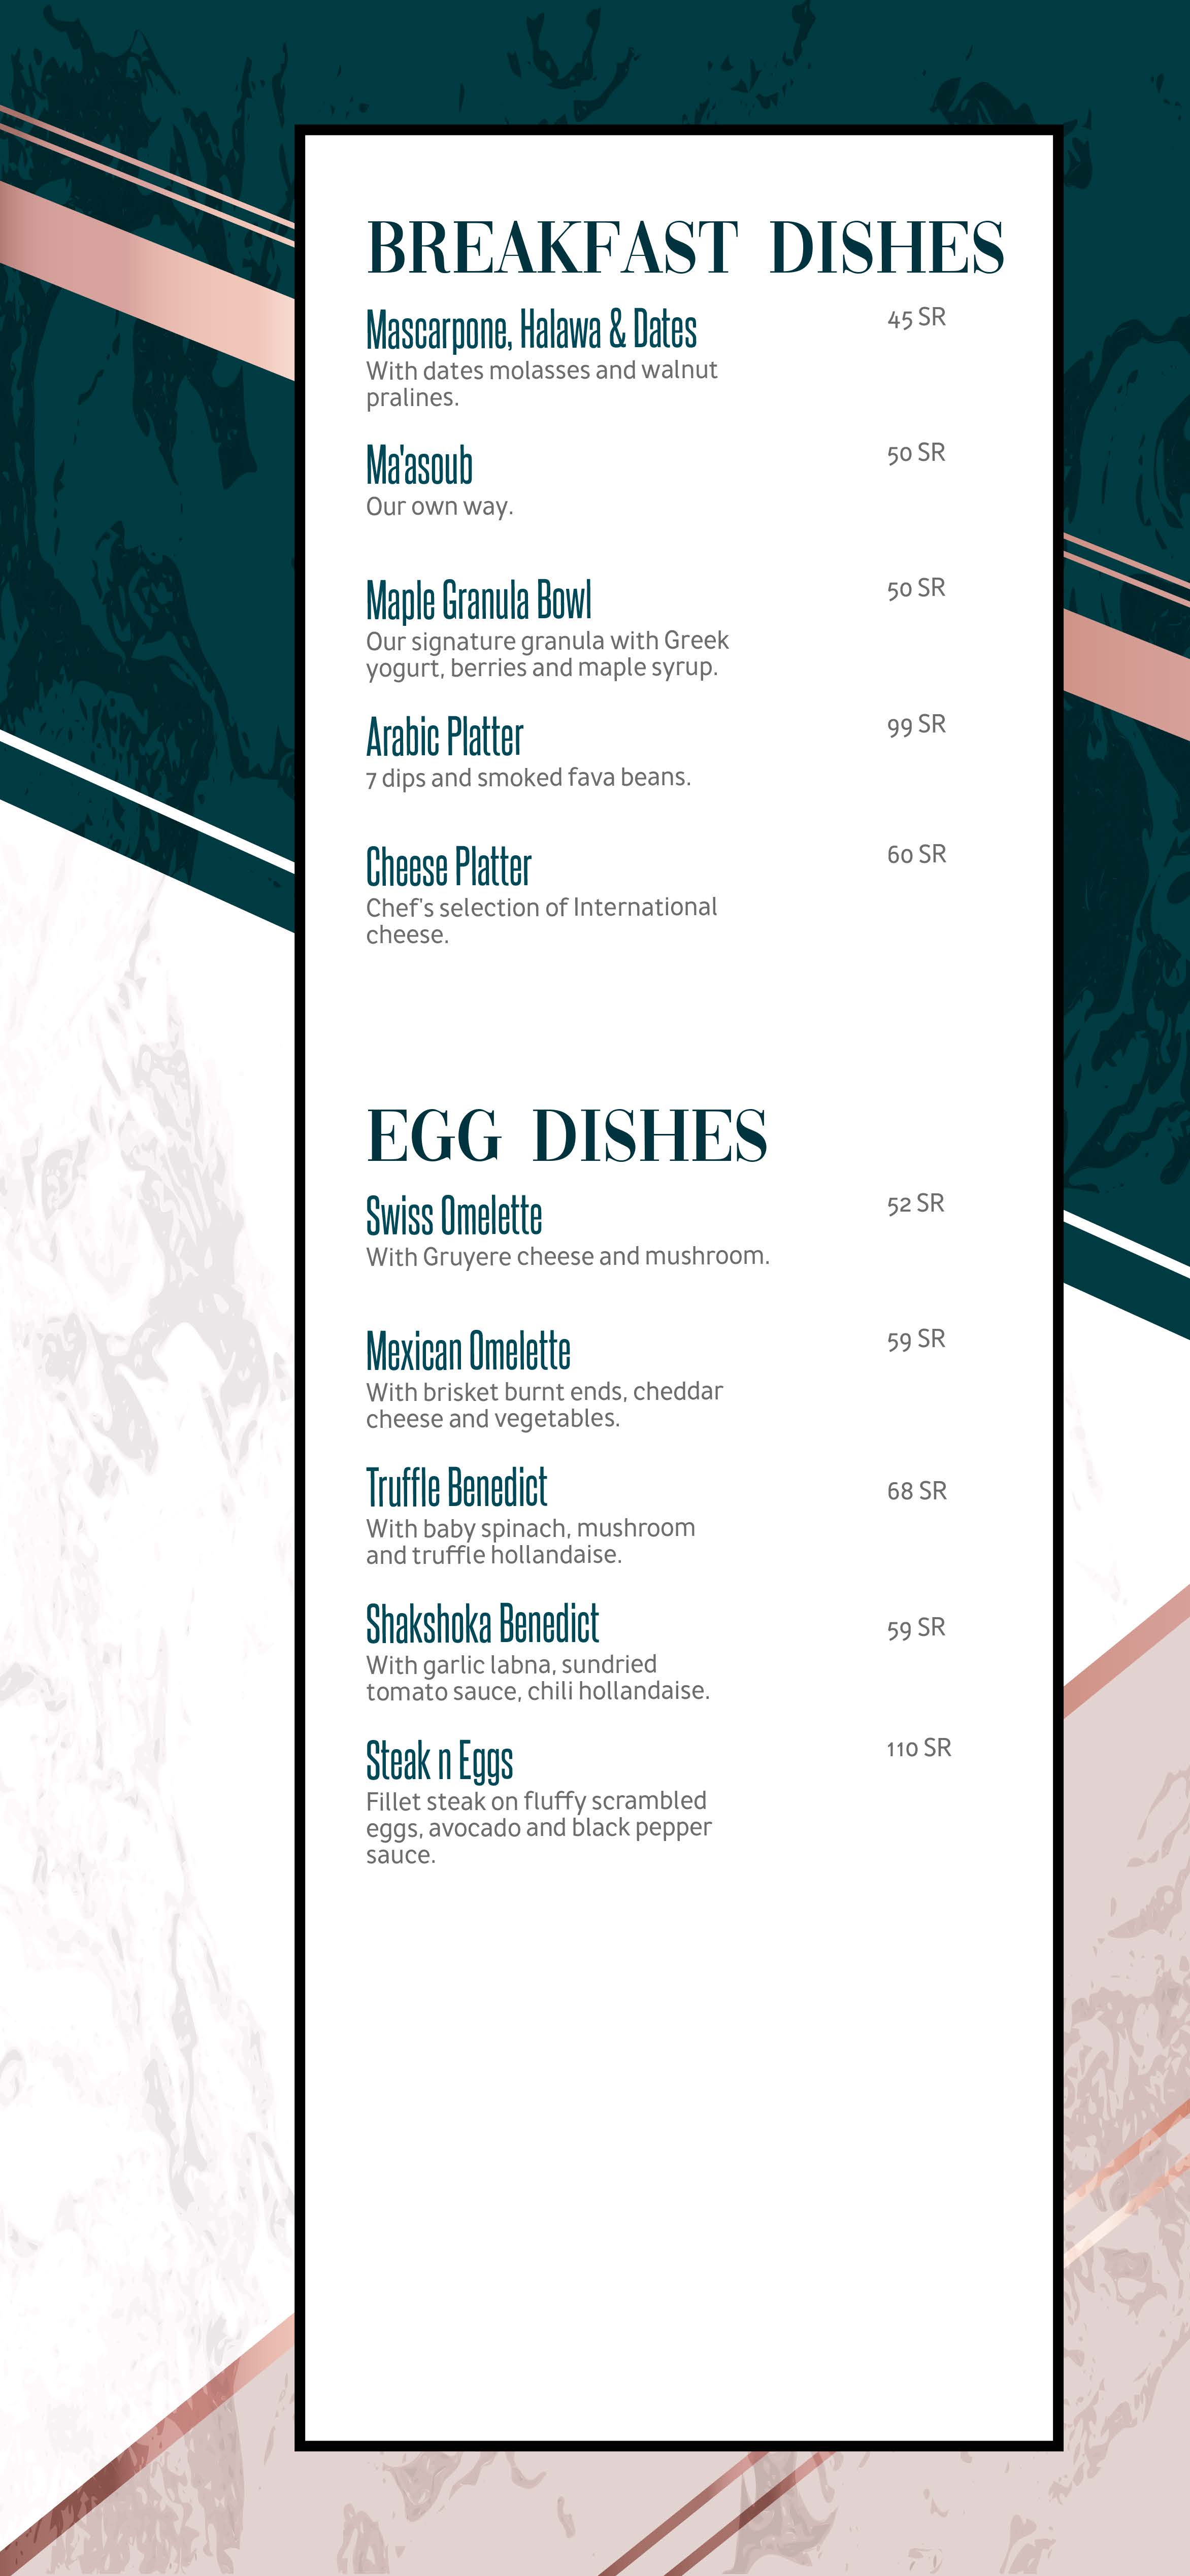 BREAKFAST DISHES
Mascarpone, Halawa & Dates 45 SR
With dates molasses and walnut
pralines.
Ma'asoub 50 SR
Our own way.
Maple Granula Bowl 50 SR
Our signature granula with Greek
yogurt, berries and maple syrup.
Arabic Platter 99 SR
7 dips and smoked fava beans.
Cheese Platter 60 SR
Chef's selection of International
cheese.
EGG DISHES
Swiss Omelette 52 SR
With Gruyere cheese and mushroom.
Mexican Omelette 59 SR
With brisket burnt ends, cheddar
cheese and vegetables.
Truffle Benedict 68 SR
With baby spinach, mushroom
and truffle hollandaise.
Shakshoka Benedict 59 SR
With garlic labna, sundried
tomato sauce, chili hollandaise.
Steak n Eggs 110 SR
Fillet steak on fluffy scrambled
eggs, avocado and black pepper
sauce.